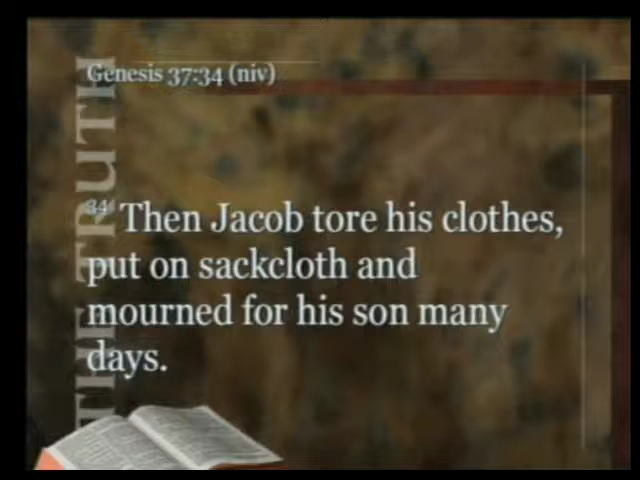 Genesis 37:34 (niv)
THE TRUTH
34 Then Jacob tore his clothes,
put on sackcloth and
mourned for his son many
days.